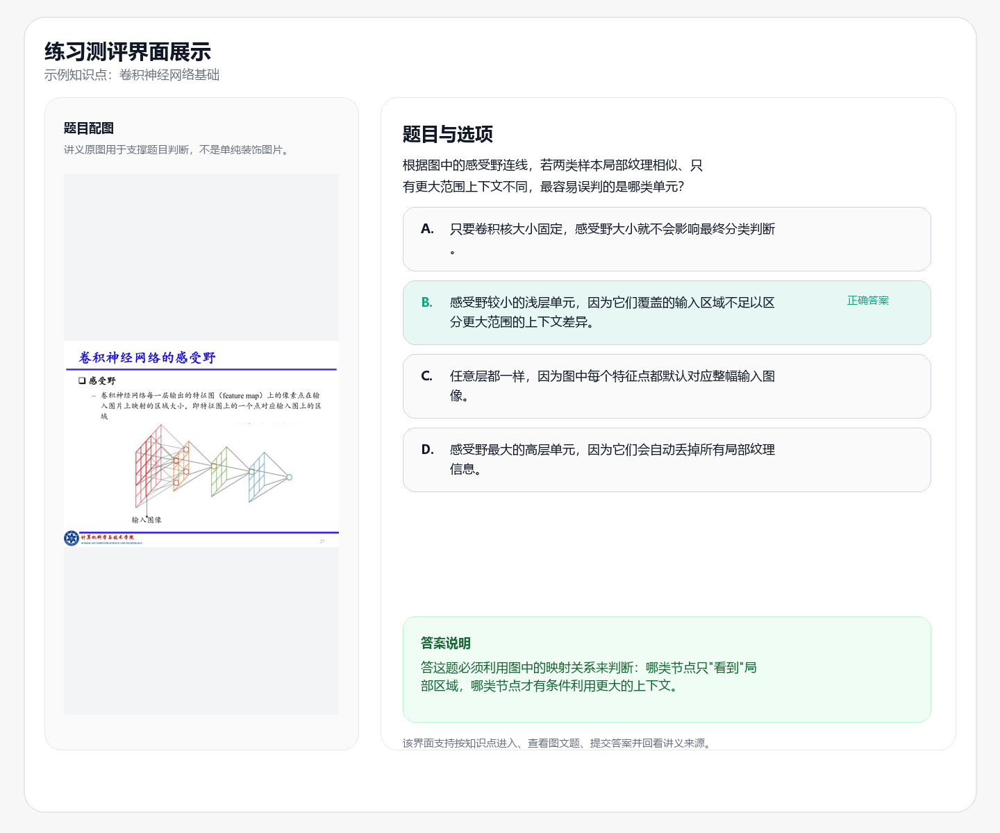 练习测评界面展示
示例知识点：卷积神经网络基础
题目配图
讲义原图用于支撑题目判断，不是单纯装饰图片。
卷积神经网络的感受野
❑ 感受野
– 卷积神经网络每一层输出的特征图（feature map）上的像素点在输
入图片上映射的区域大小，即特征图上的一个点对应输入图上的区
域
输入图像
计算机科学与技术学院
SCHOOL OF COMPUTER SCIENCE AND TECHNOLOGY
27
题目与选项
根据图中的感受野连线，若两类样本局部纹理相似、只
有更大范围上下文不同，最容易误判的是哪类单元？
A. 只要卷积核大小固定，感受野大小就不会影响最终分类判断
。
B. 感受野较小的浅层单元，因为它们覆盖的输入区域不足以区
分更大范围的上下文差异。
正确答案
C. 任意层都一样，因为图中每个特征点都默认对应整幅输入图
像。
D. 感受野最大的高层单元，因为它们会自动丢掉所有局部纹理
信息。
答案说明
答这题必须利用图中的映射关系来判断：哪类节点只"看到"局
部区域，哪类节点才有条件利用更大的上下文。
该界面支持按知识点进入、查看图文题、提交答案并回看讲义来源。